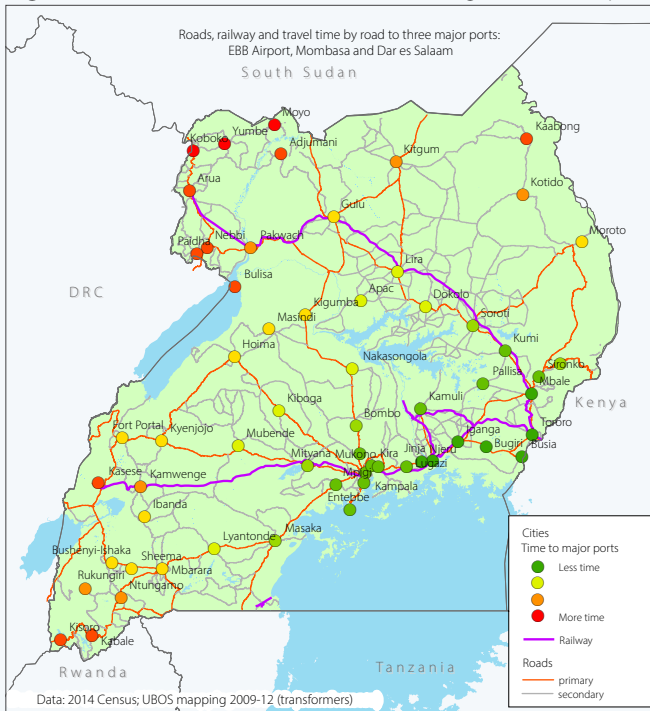 Roads, railway and travel time by road to three major ports:
EBB Airport, Mombasa and Dar es Salaam
South Sudan
Moyo
Koboko
Yumbe
Adjumani
Kaabong
Kitgum
Arua
Kotido
Gulu
Moroto
Nebbi
Pakwach
Paidha
Lira
Bulisa
DRC
Apac
Dokolo
Kigumba
Soroti
Masindi
Kumi
Hoima
Nakasongola
Sironko
Pallisa
Mbale
Kenya
Kamuli
Kiboga
Bombo
Tororo
Fort Portal
Kyenjojo
Mubende
Iganga
Bugiri
Busia
Mityana
Mukono
Kira
Jinja
Njeru
Lugazi
Kasese
Kamwenge
Mpigi
Kampala
Entebbe
Ibanda
Masaka
Lyantonde
Bushenyi-Ishaka
Sheema
Mbarara
Rukungiri
Ntungamo
Kisoro
Kabale
Rwanda
Tanzania
Cities
Time to major ports
Less time
More time
Railway
Roads
primary
secondary
Data: 2014 Census; UBOS mapping 2009-12 (transformers)